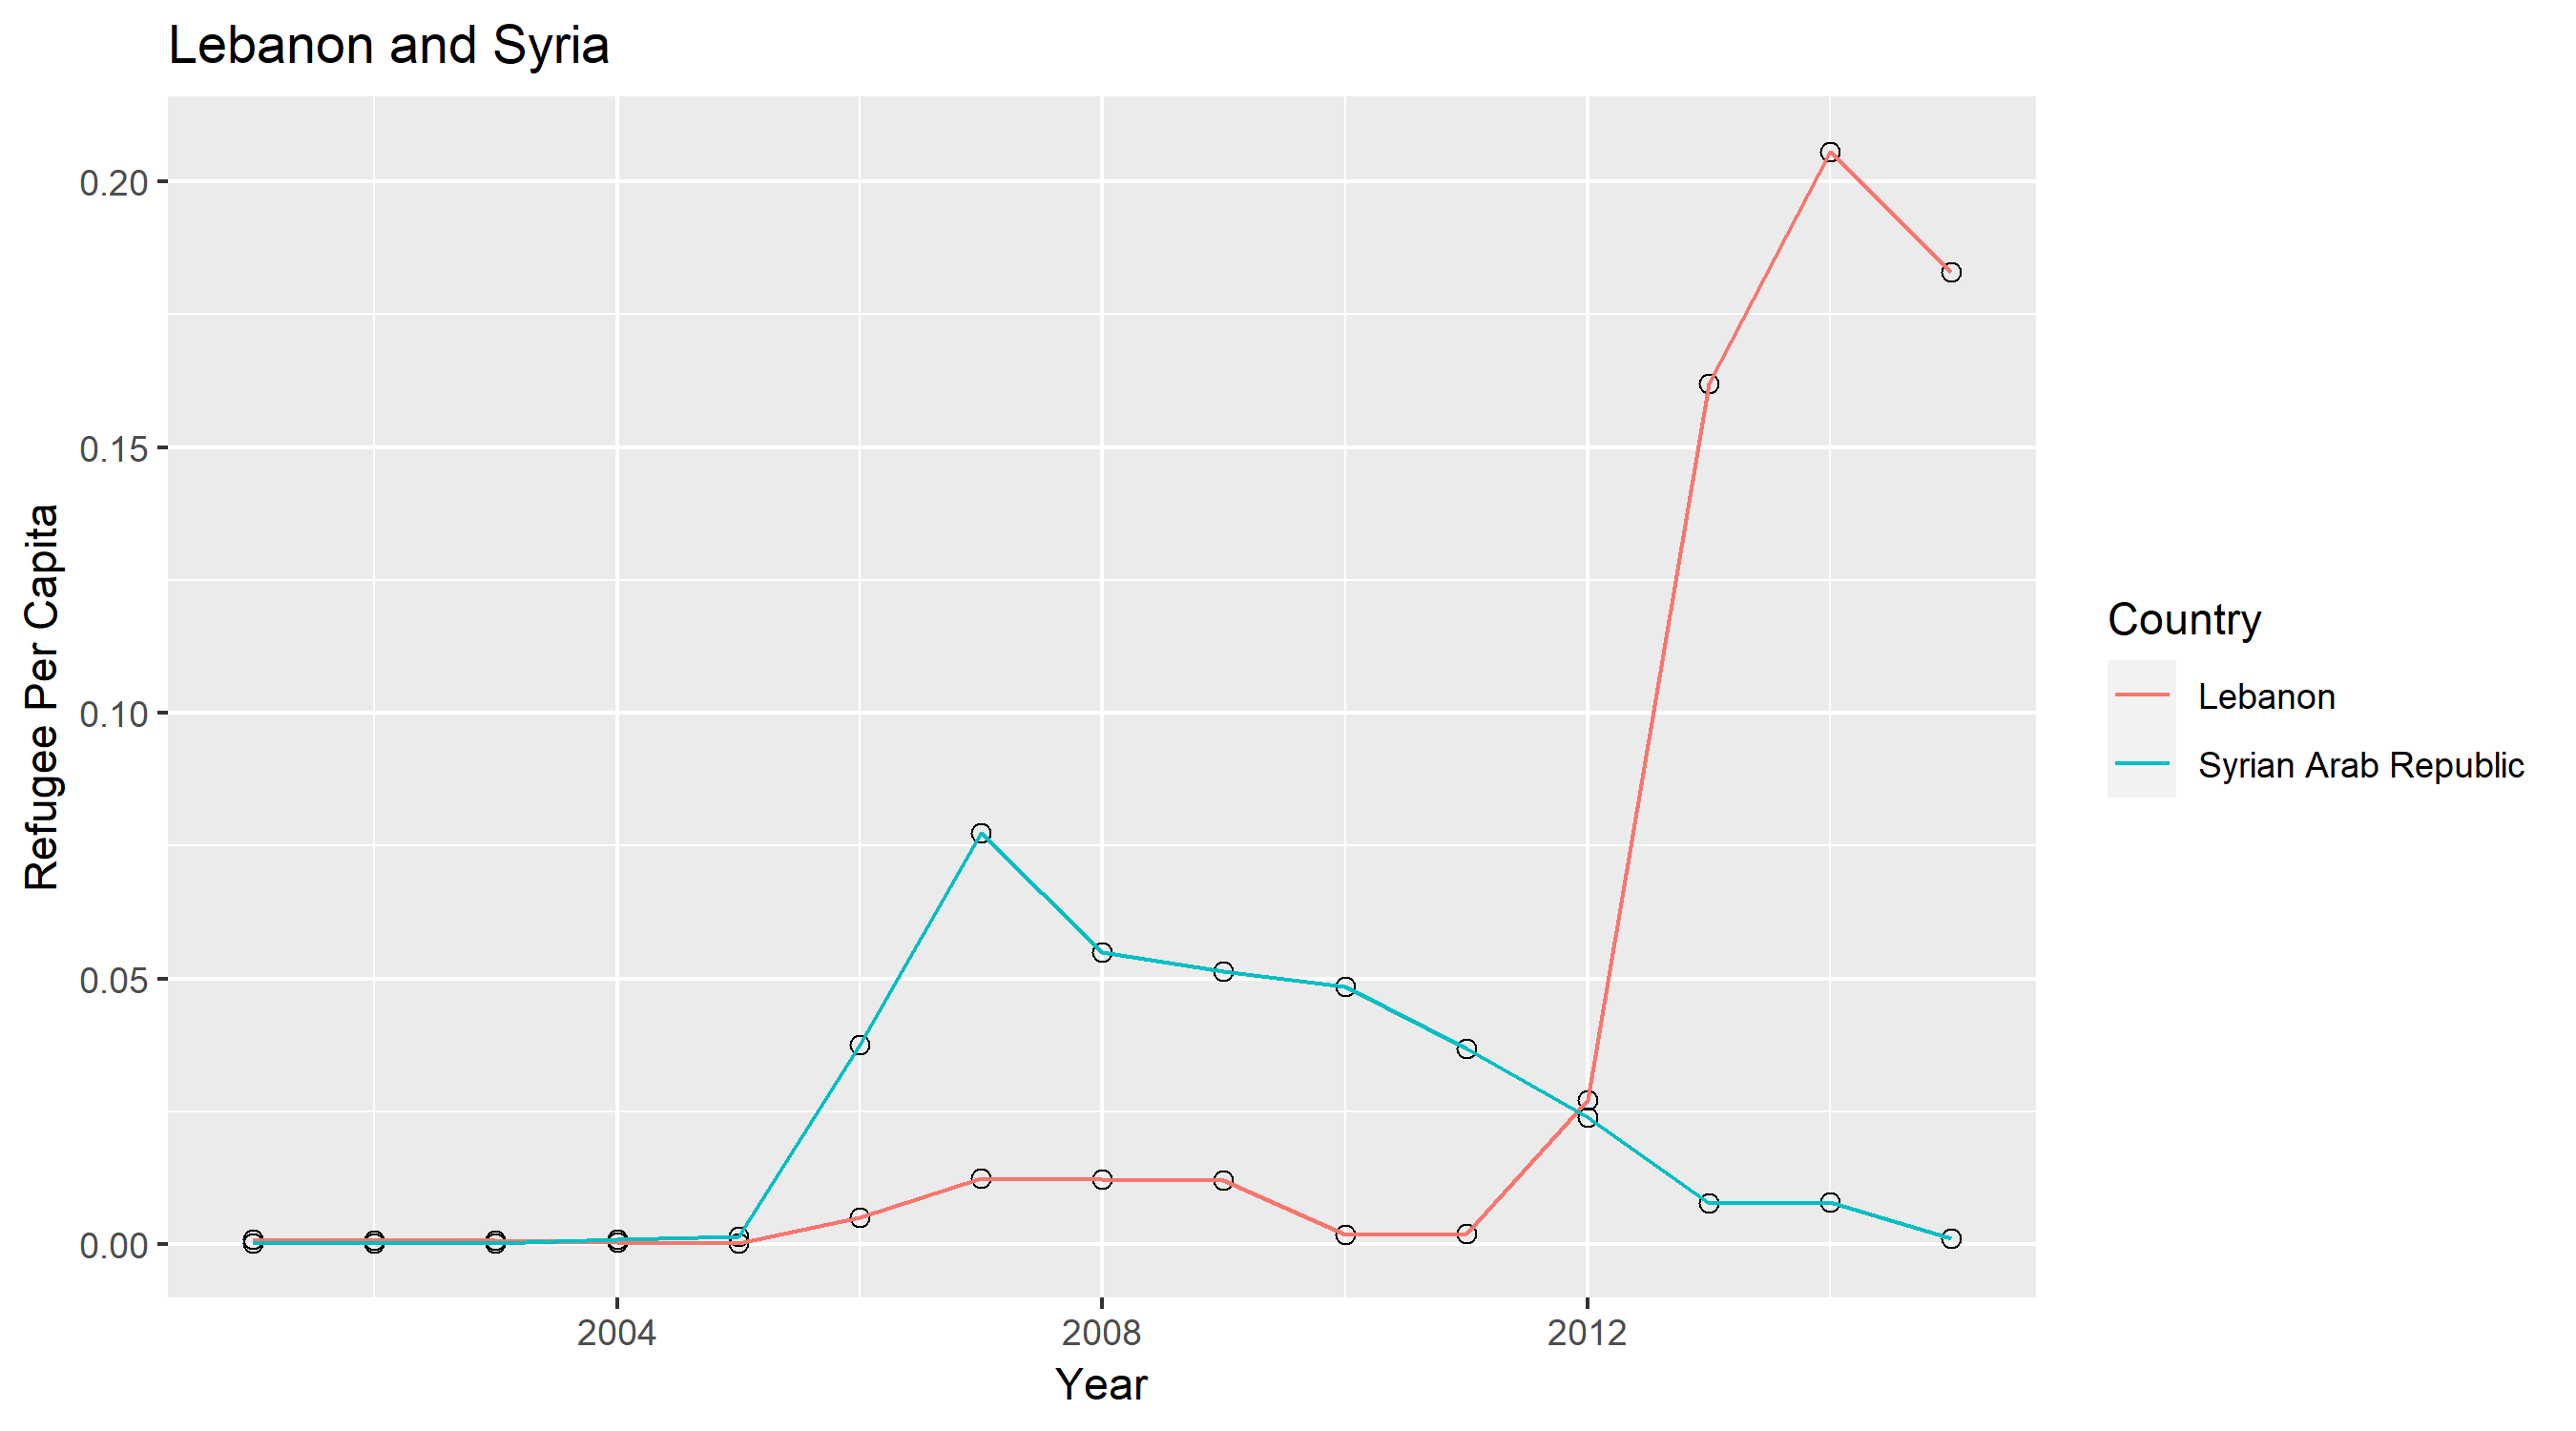 Lebanon and Syria
0.20
0.15
0.10
0.05
0.00
Refugee Per Capita
2004 2008 2012
Year
Country
Lebanon
Syrian Arab Republic